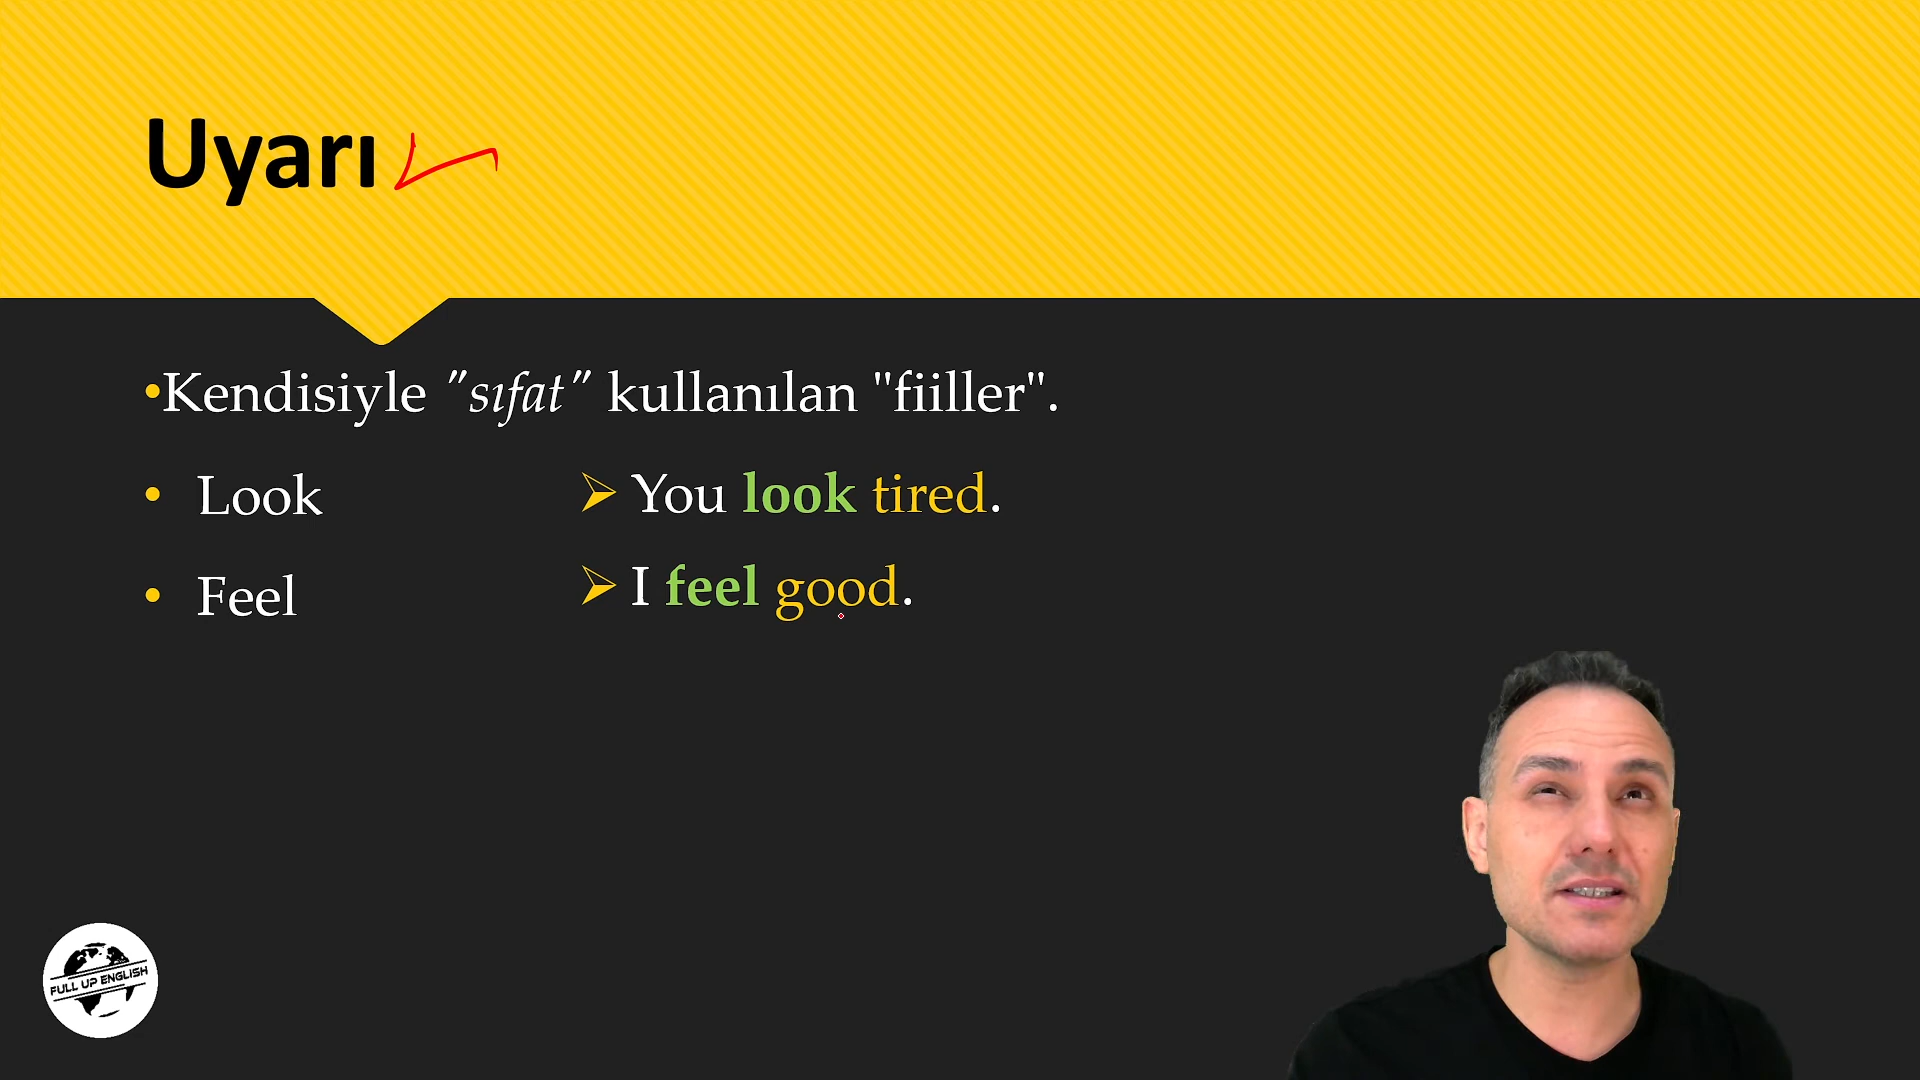 Uyarı
•Kendisiyle "sıfat" kullanılan "fiiller".
• Look
➢ You look tired.
• Feel
➢ I feel good.
FULL UP ENGLISH